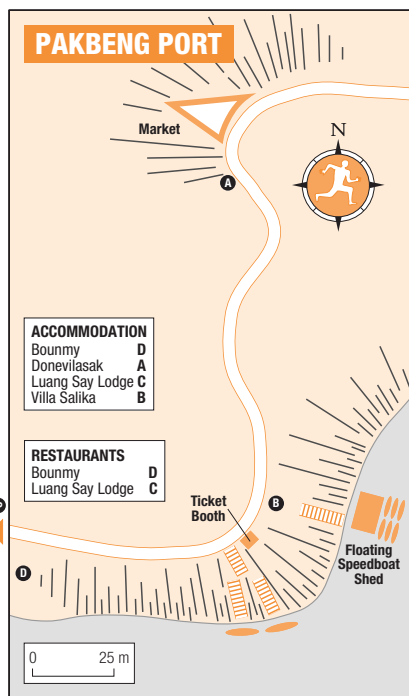 PAKBENG PORT
Market
N
A
ACCOMMODATION
Bounmy D
Donevilasak A
Luang Say Lodge C
Villa Salika B
RESTAURANTS
Bounmy D
Luang Say Lodge C
Ticket
Booth
B
Floating
Speedboat
Shed
D
0 25 m